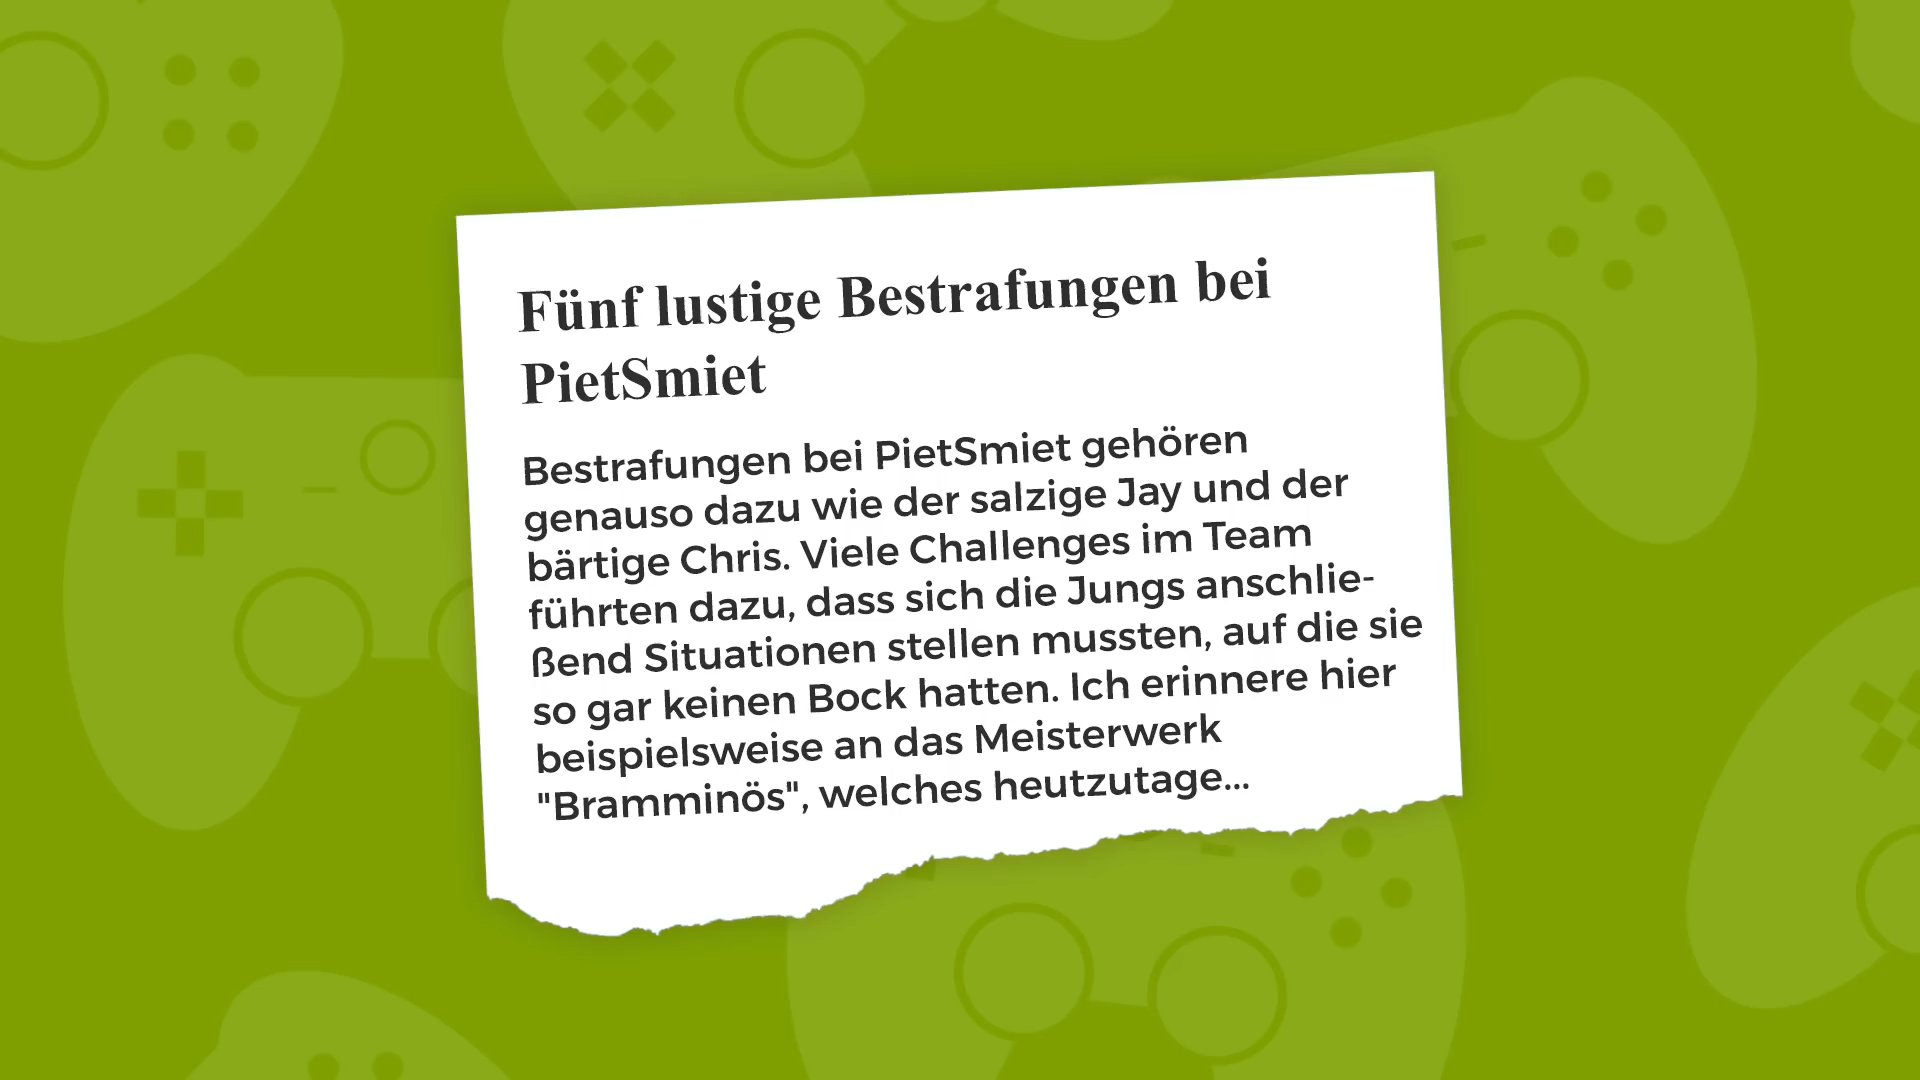 Fünf lustige Bestrafungen bei
PietSmiet
Bestrafungen bei PietSmiet gehören
genauso dazu wie der salzige Jay und der
bärtige Chris. Viele Challenges im Team
führten dazu, dass sich die Jungs anschlie-
ßend Situationen stellen mussten, auf die sie
so gar keinen Bock hatten. Ich erinnere hier
beispielsweise an das Meisterwerk
"Bramminös", welches heutzutage...